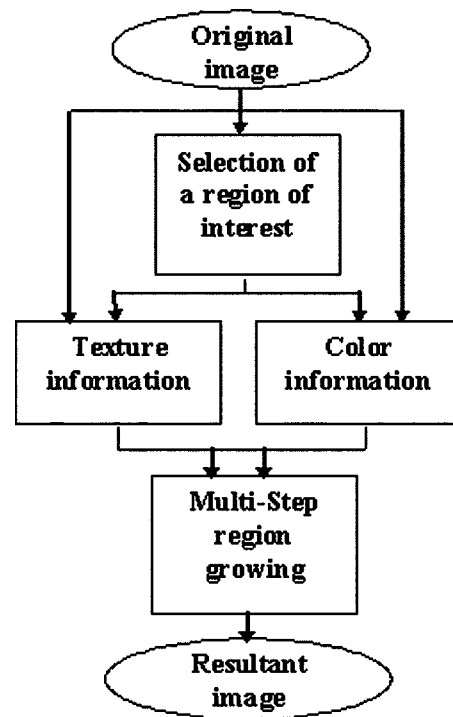 Original
image
Selection of
a region of
interest
Texture
information
Color
information
Multi-Step
region
growing
Resultant
image